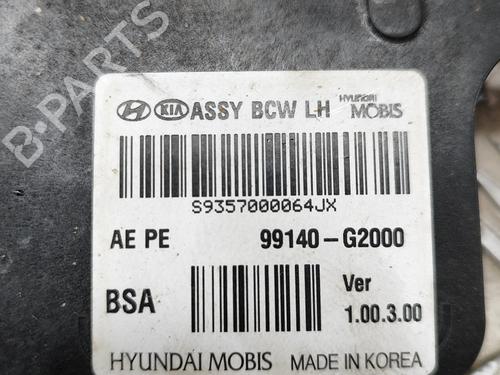 KIA ASSY BCW LH HYUNDAI MOBIS
S9357000064JX
AE PE 99140-G2000
BSA Ver 1.00.3.00
HYUNDAI MOBIS MADE IN KOREA
B-PARTS